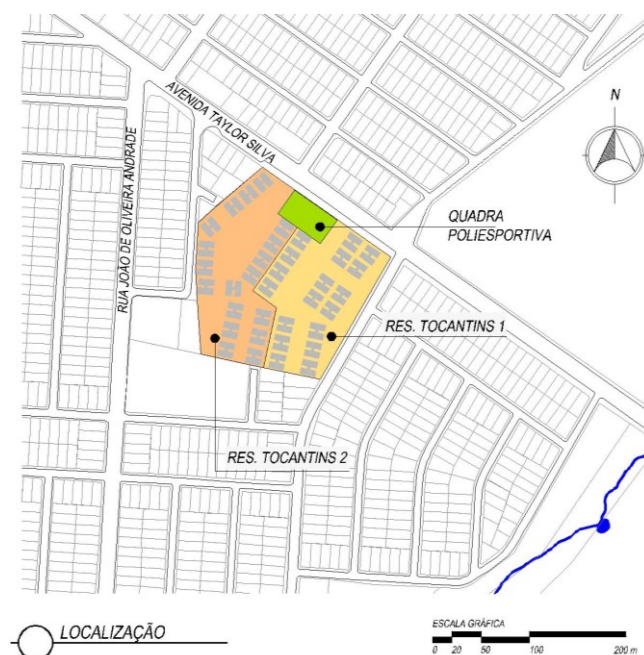 AVENIDA TAYLOR SILVA
N
RUA JOÃO DE OLIVEIRA ANDRADE
QUADRA
POLIESPORTIVA
RES. TOCANTINS 1
RES. TOCANTINS 2
LOCALIZAÇÃO
ESCALA GRÁFICA
0 20 50 100 200 m